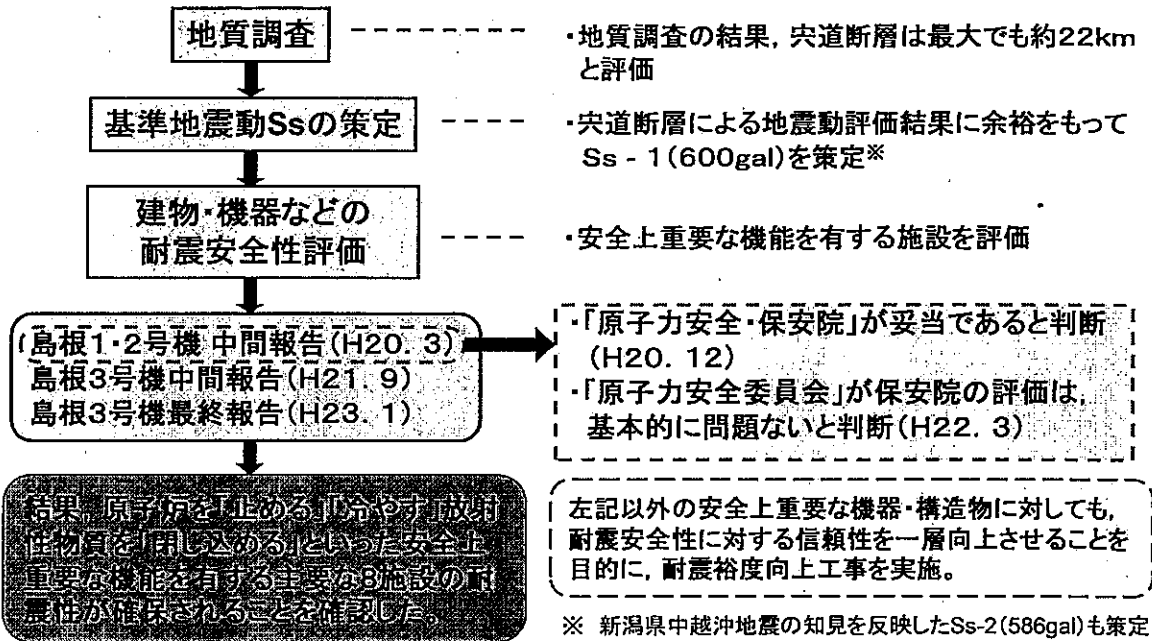 地質調査
・地質調査の結果，宍道断層は最大でも約22km
と評価
基準地震動Ssの策定
・宍道断層による地震動評価結果に余裕をもって
Ss - 1(600gal)を策定※
建物・機器などの
耐震安全性評価
・安全上重要な機能を有する施設を評価
島根1・2号機 中間報告(H20. 3)
島根3号機中間報告(H21. 9)
島根3号機最終報告(H23. 1)
・「原子力安全・保安院」が妥当であると判断
(H20. 12)
・「原子力安全委員会」が保安院の評価は，
基本的に問題ないと判断(H22. 3)
結果，原子炉を「止める」「冷やす」放射
性物質を「閉じ込める」といった安全上
重要な機能を有する主要な8施設の耐
震性が確保されることを確認した。
左記以外の安全上重要な機器・構造物に対しても，
耐震安全性に対する信頼性を一層向上させることを
目的に，耐震裕度向上工事を実施。
※ 新潟県中越沖地震の知見を反映したSs-2(586gal)も策定